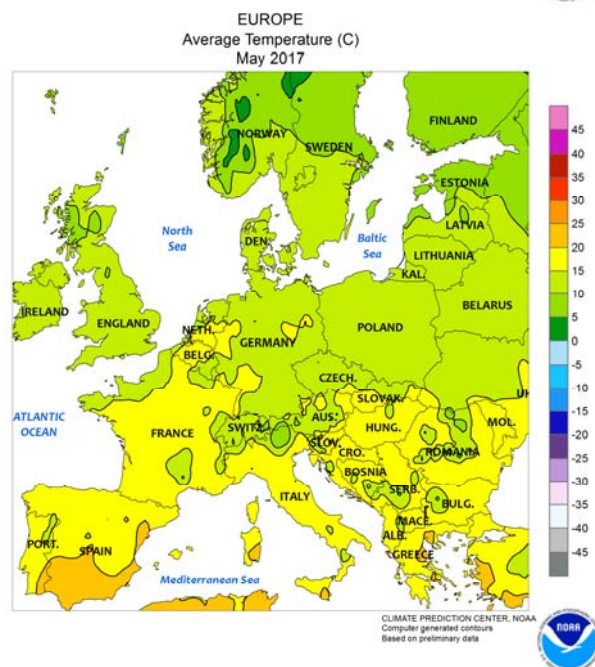 EUROPE
Average Temperature (C)
May 2017
FINLAND
NORWAY
SWEDEN
ESTONIA
LATVIA
North
Sea
Baltic
Sea
DEN.
LITHUANIA
KAL.
BELARUS
IRELAND
ENGLAND
NETH.
BELG.
GERMANY
POLAND
CZECH.
SLOVAK.
UK
ATLANTIC
OCEAN
FRANCE
SWITZ.
AUS.
HUNG.
MOL.
SLOV.
CRO.
ROMANIA
BOSNIA
ITALY
SERB.
BULG.
MACE.
ALB.
GREECE
PORT.
SPAIN
Mediterranean Sea
45
40
35
30
25
20
15
10
5
0
-5
-10
-15
-20
-25
-30
-35
-40
-45
CLIMATE PREDICTION CENTER, NOAA
Computer generated contours
Based on preliminary data
NOAA